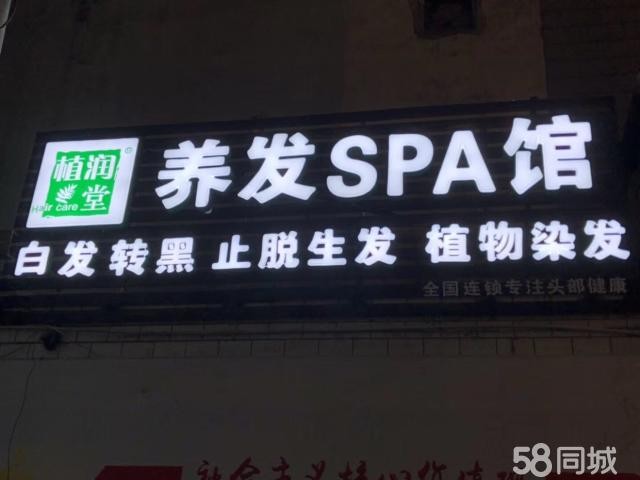 植润堂®
Hair care
养发SPA馆
白发转黑 止脱生发 植物染发
全国连锁专注头部健康
58同城